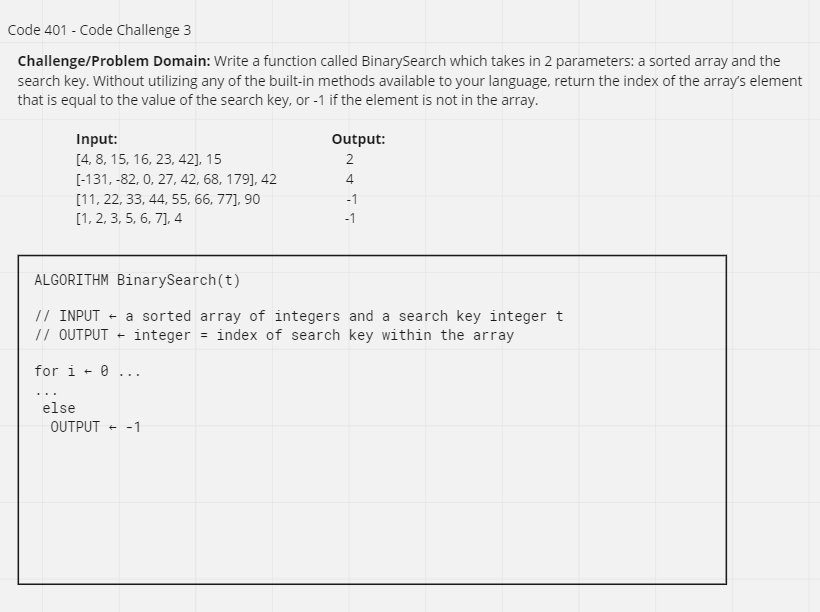 Code 401 - Code Challenge 3
Challenge/Problem Domain: Write a function called BinarySearch which takes in 2 parameters: a sorted array and the
search key. Without utilizing any of the built-in methods available to your language, return the index of the array's element
that is equal to the value of the search key, or -1 if the element is not in the array.
Input: Output:
[4, 8, 15, 16, 23, 42], 15 2
[-131, -82, 0, 27, 42, 68, 179], 42 4
[11, 22, 33, 44, 55, 66, 77], 90 -1
[1, 2, 3, 5, 6, 7], 4 -1
ALGORITHM BinarySearch(t)
// INPUT ← a sorted array of integers and a search key integer t
// OUTPUT ← integer = index of search key within the array
for i ← 0 ...
...
else
OUTPUT ← -1